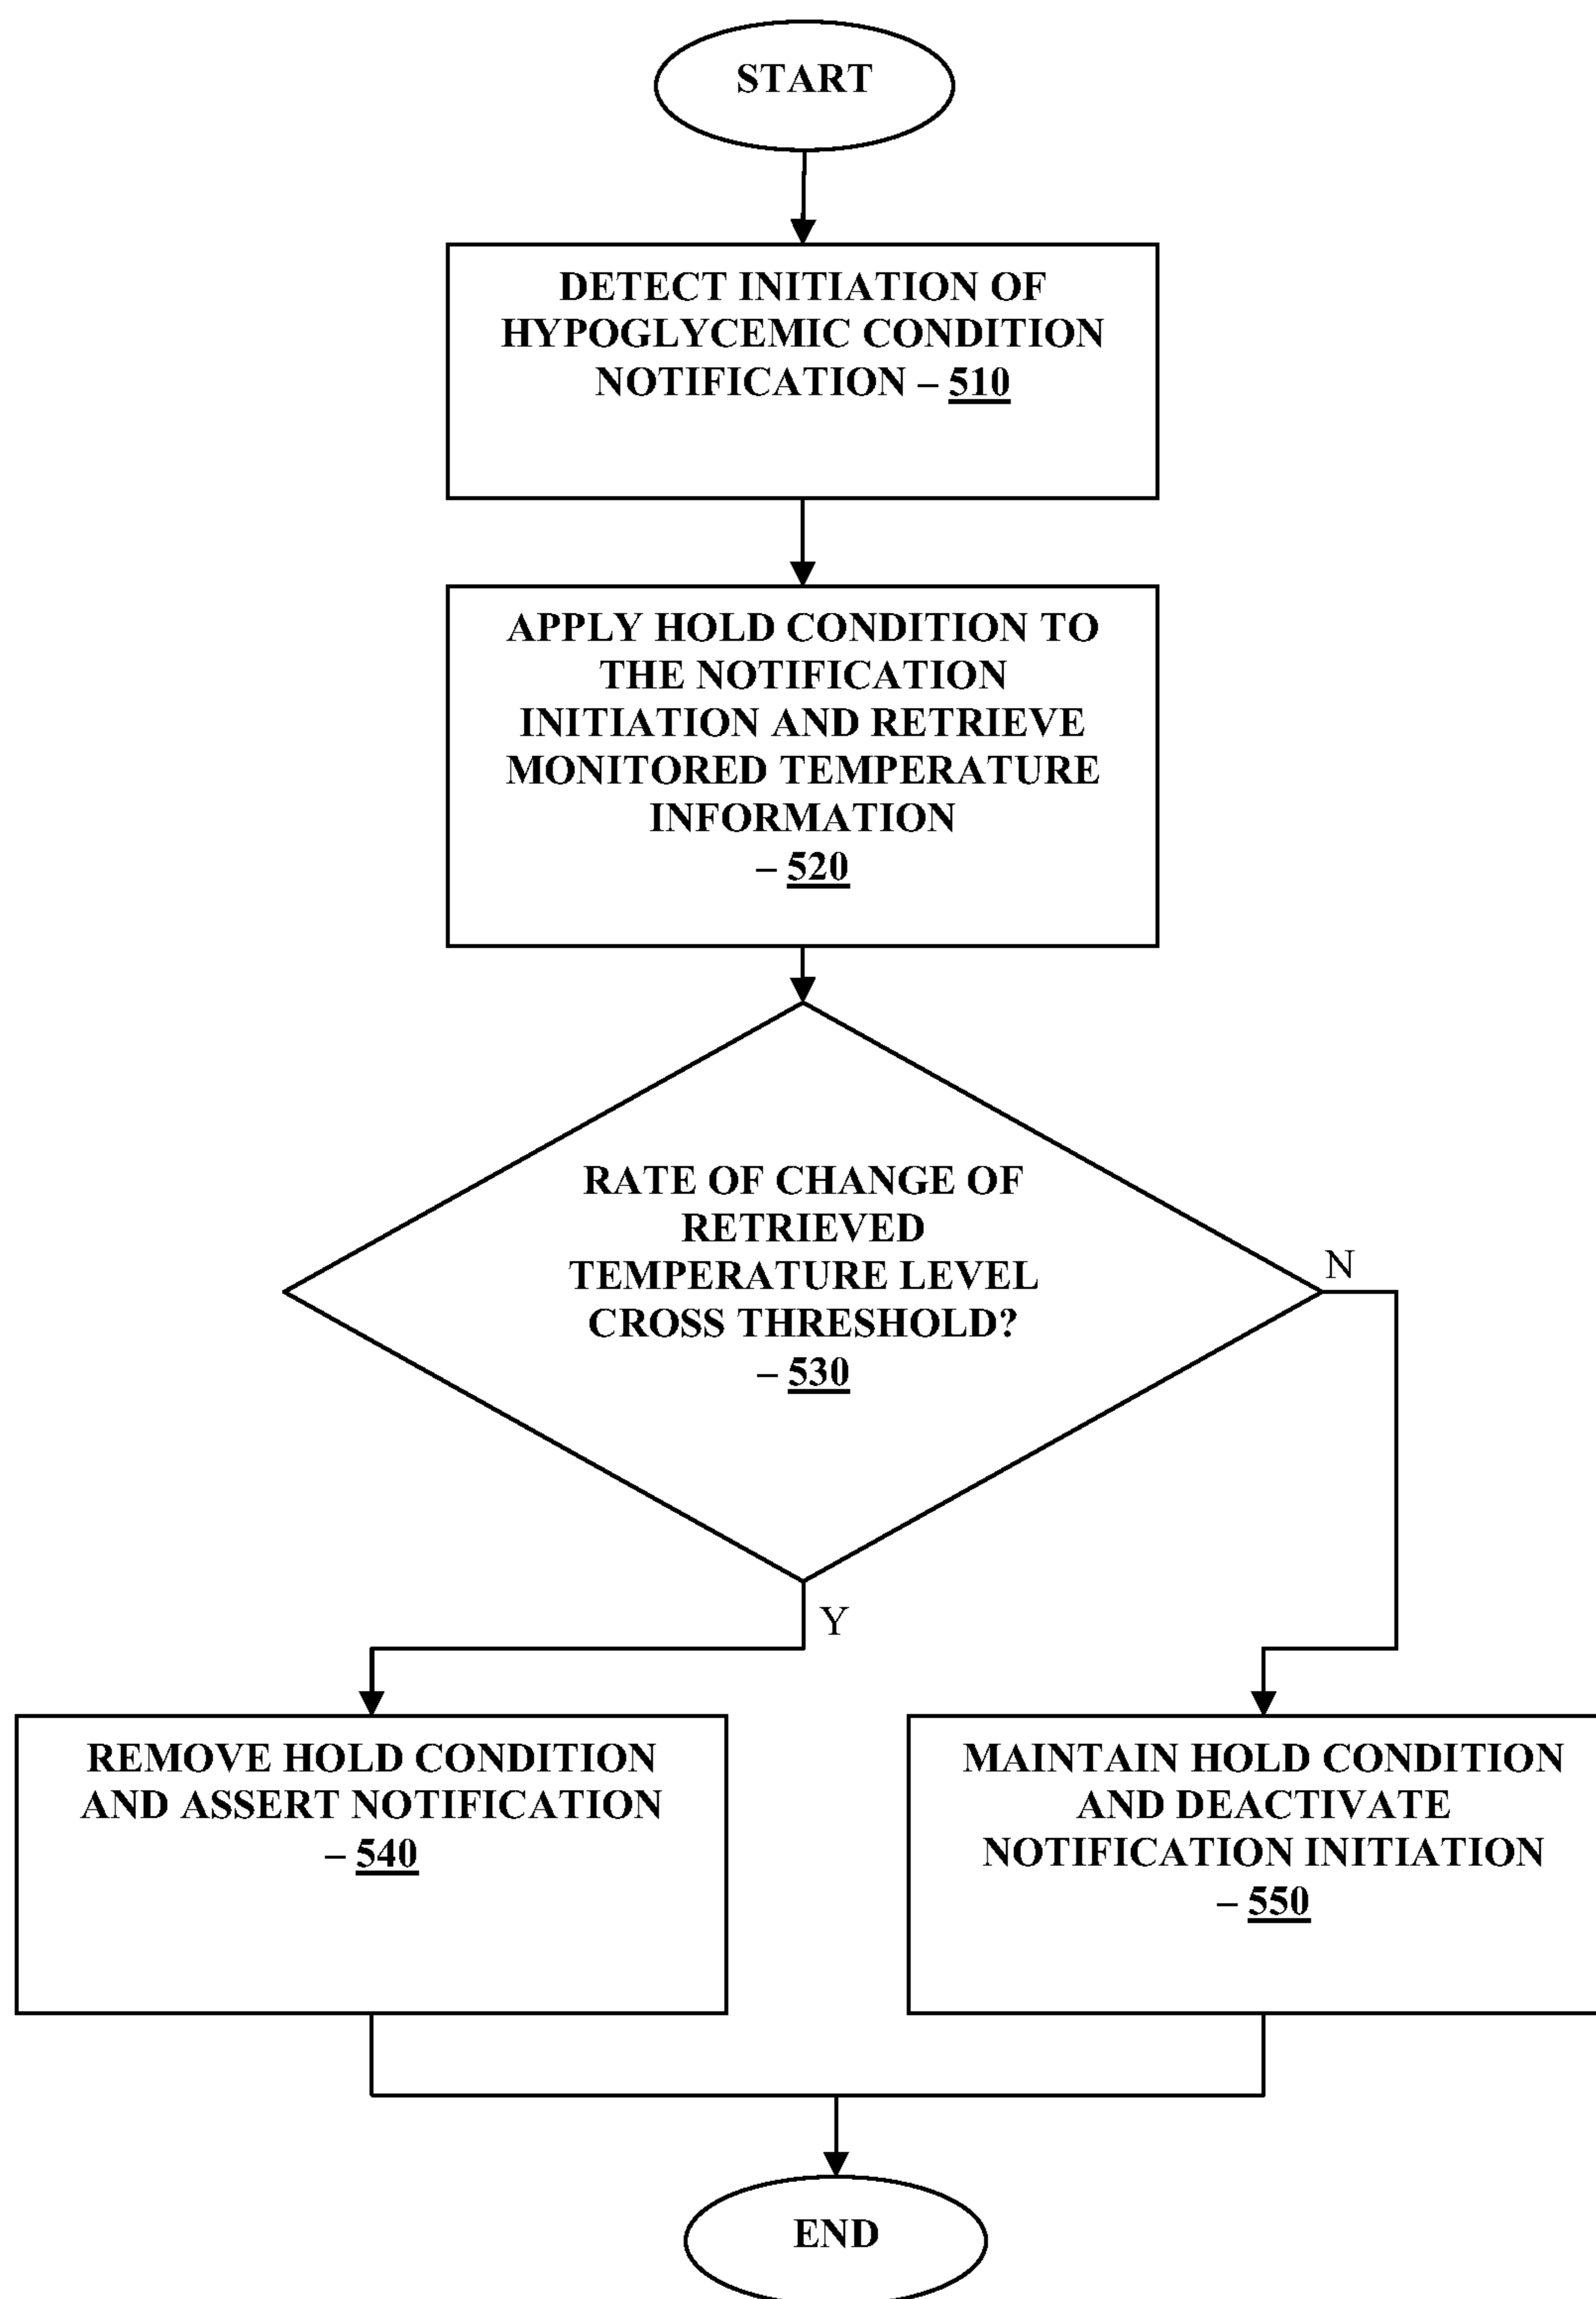 START
DETECT INITIATION OF
HYPOGLYCEMIC CONDITION
NOTIFICATION – 510
APPLY HOLD CONDITION TO
THE NOTIFICATION
INITIATION AND RETRIEVE
MONITORED TEMPERATURE
INFORMATION
– 520
RATE OF CHANGE OF
RETRIEVED
TEMPERATURE LEVEL
CROSS THRESHOLD?
– 530
N
Y
REMOVE HOLD CONDITION
AND ASSERT NOTIFICATION
– 540
MAINTAIN HOLD CONDITION
AND DEACTIVATE
NOTIFICATION INITIATION
– 550
END